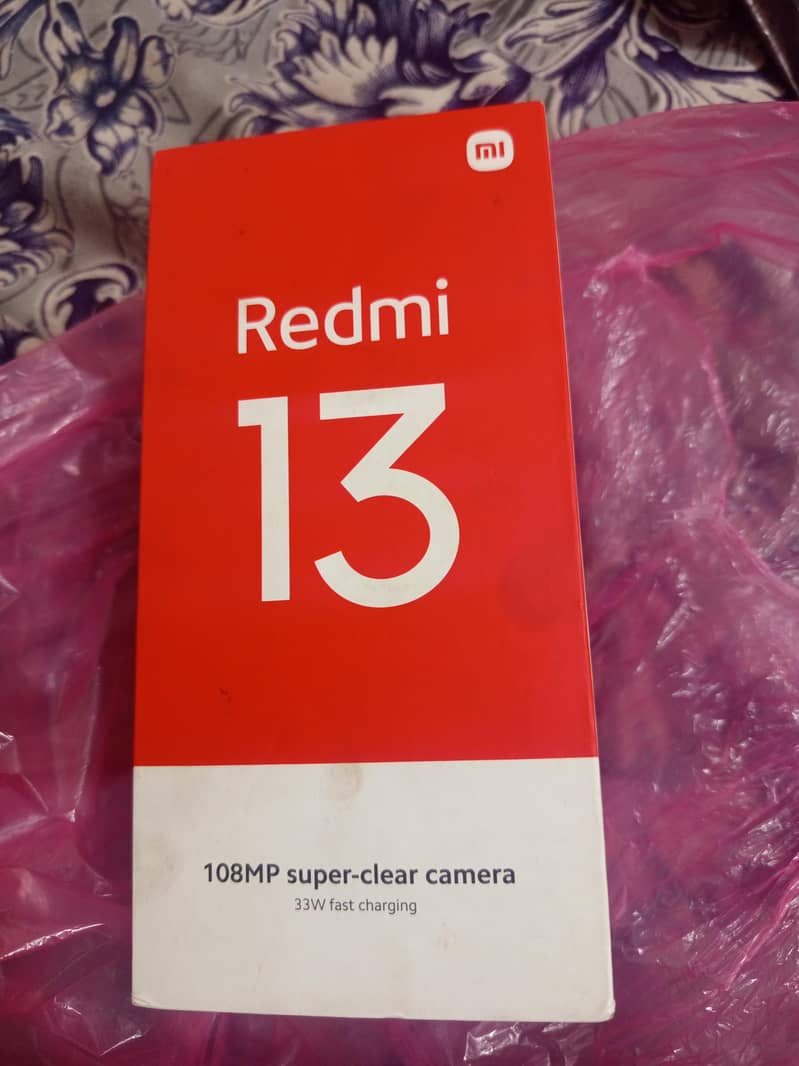 mi
Redmi
13
108MP super-clear camera
33W fast charging